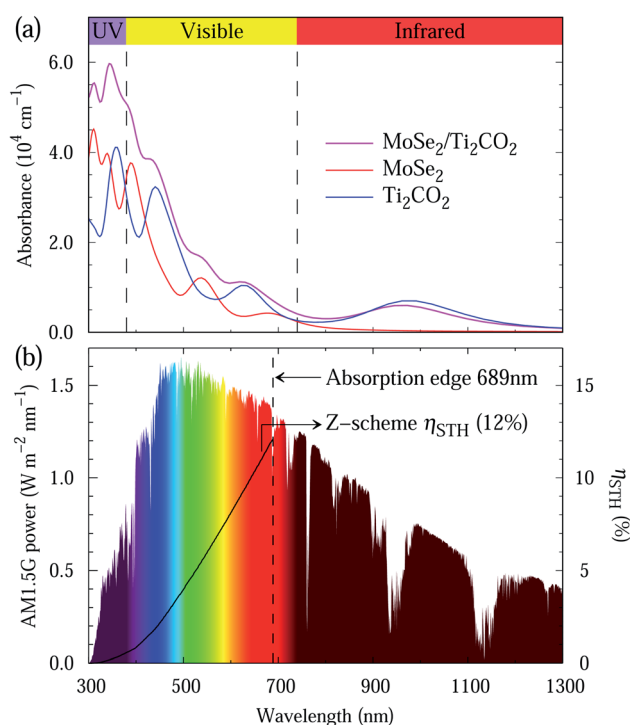 (a)
UV Visible Infrared
6.0
4.0
2.0
0.0
Absorbance (10⁴ cm⁻¹)
MoSe₂/Ti₂CO₂
MoSe₂
Ti₂CO₂
(b)
1.5
1.0
0.5
0.0
AM1.5G power (W m⁻² nm⁻¹)
Absorption edge 689nm
Z−scheme η_STH (12%)
15
10
5
0
η_STH (%)
300 500 700 900 1100 1300
Wavelength (nm)